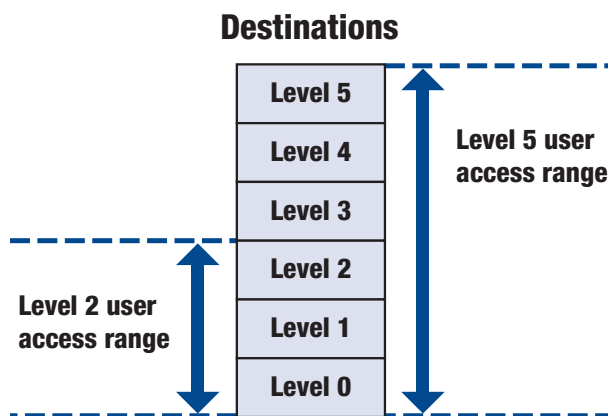 Destinations
Level 5
Level 4
Level 3
Level 2
Level 1
Level 0
Level 5 user
access range
Level 2 user
access range